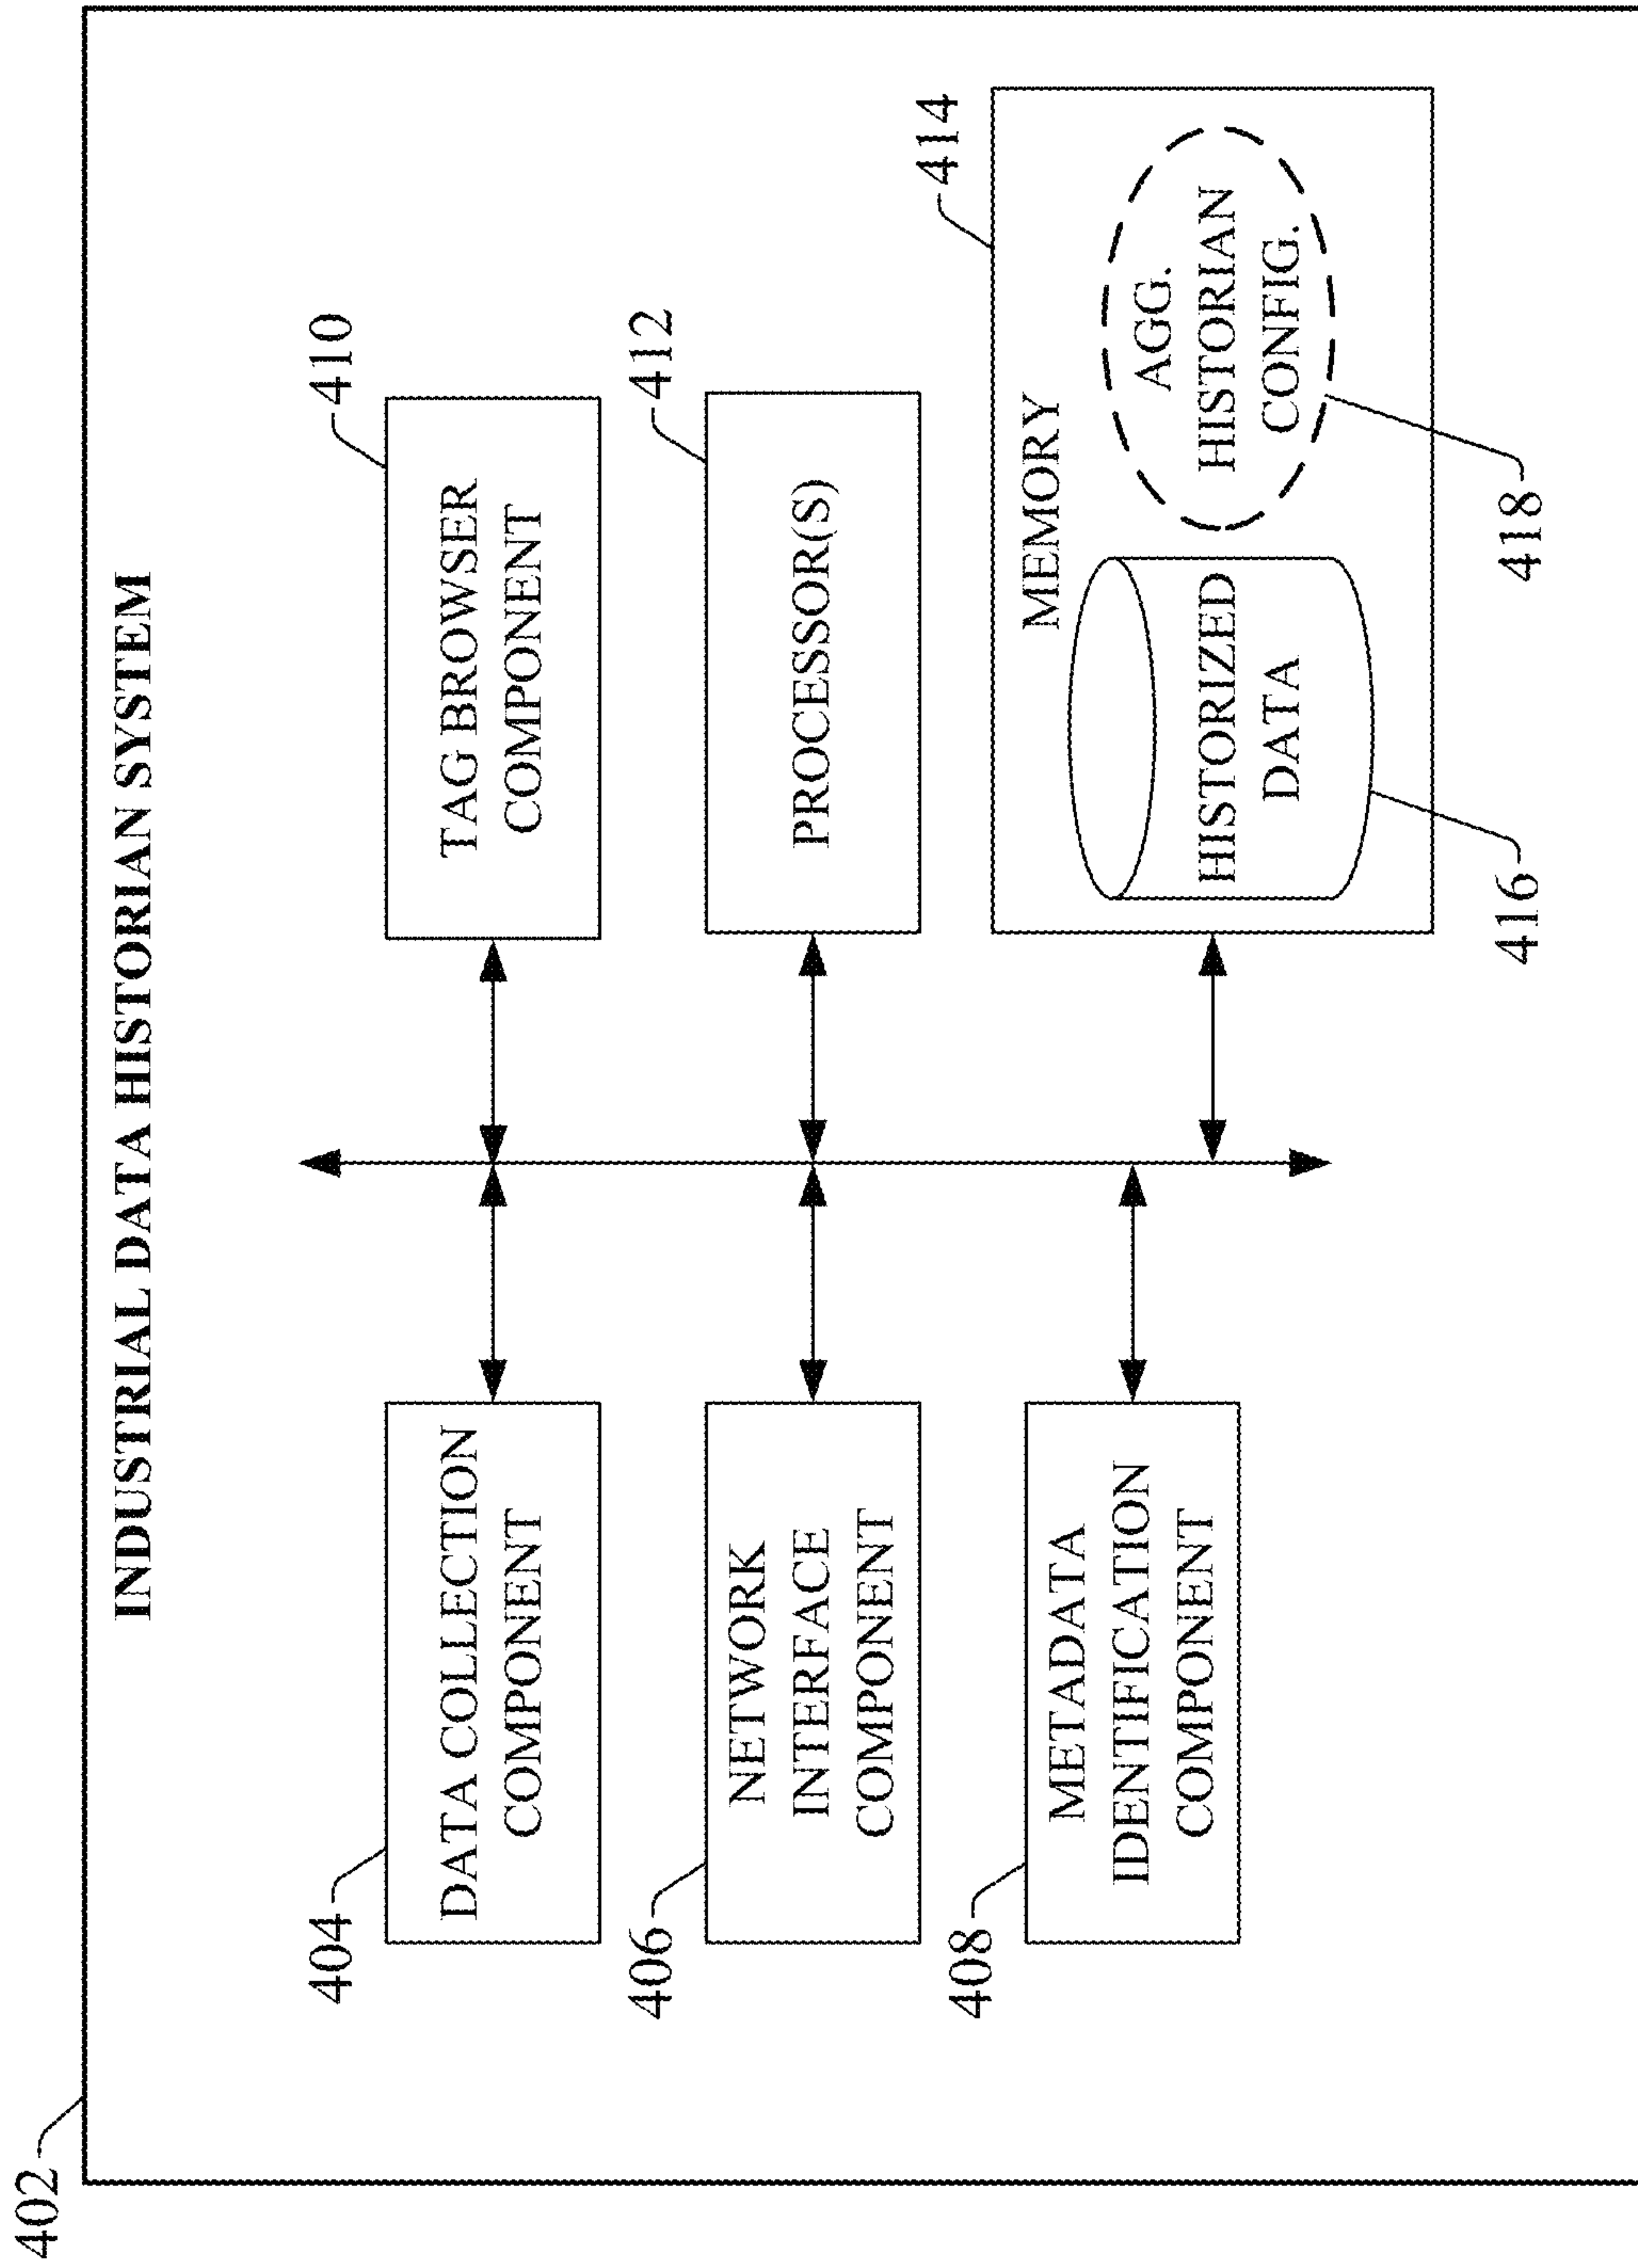 402
INDUSTRIAL DATA HISTORIAN SYSTEM
404
DATA COLLECTION
COMPONENT
406
NETWORK
INTERFACE
COMPONENT
408
METADATA
IDENTIFICATION
COMPONENT
410
TAG BROWSER
COMPONENT
412
PROCESSOR(S)
414
MEMORY
HISTORIZED
DATA
416
AGG.
HISTORIAN
CONFIG.
418